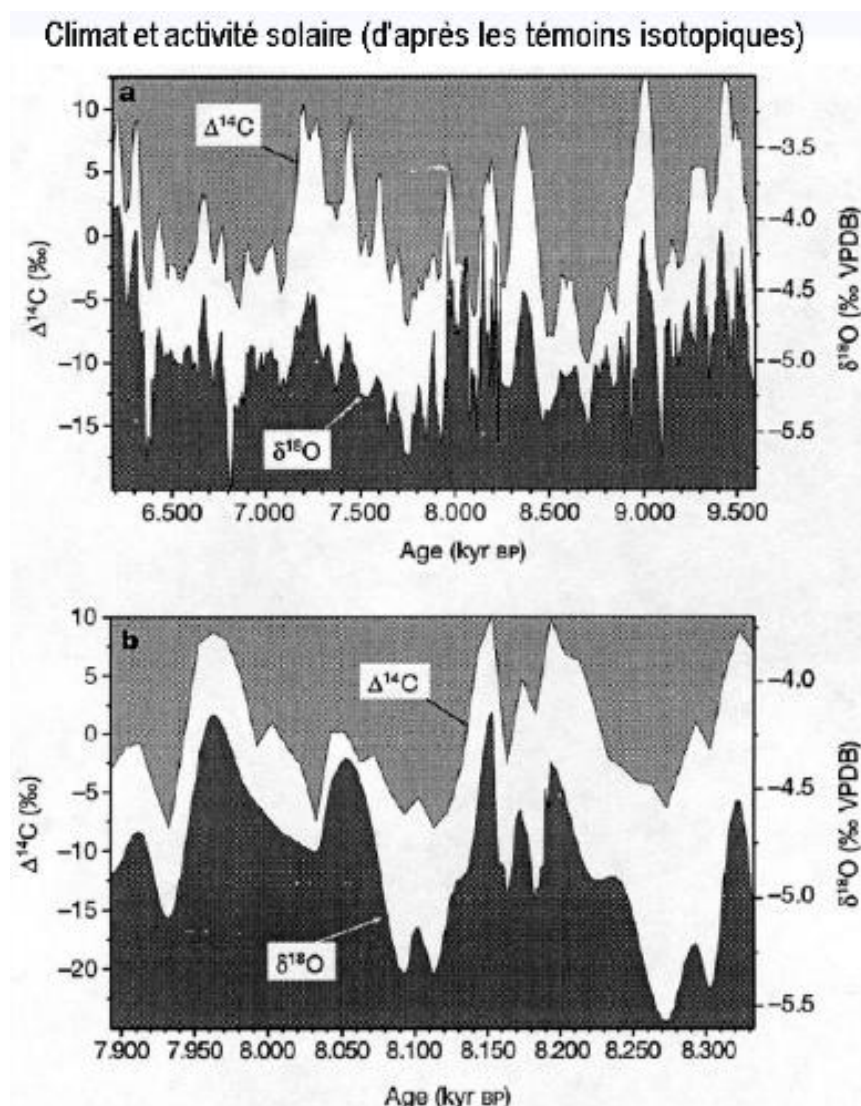 Climat et activité solaire (d'après les témoins isotopiques)
a
Δ¹⁴C
δ¹⁸O
10
5
0
−5
−10
−15
Δ¹⁴C (‰)
−3.5
−4.0
−4.5
−5.0
−5.5
δ¹⁸O (‰ VPDB)
6.500 7.000 7.500 8.000 8.500 9.000 9.500
Age (kyr BP)
b
Δ¹⁴C
δ¹⁸O
10
5
0
−5
−10
−15
−20
Δ¹⁴C (‰)
−4.0
−4.5
−5.0
−5.5
δ¹⁸O (‰ VPDB)
7.900 7.950 8.000 8.050 8.100 8.150 8.200 8.250 8.300
Age (kyr BP)